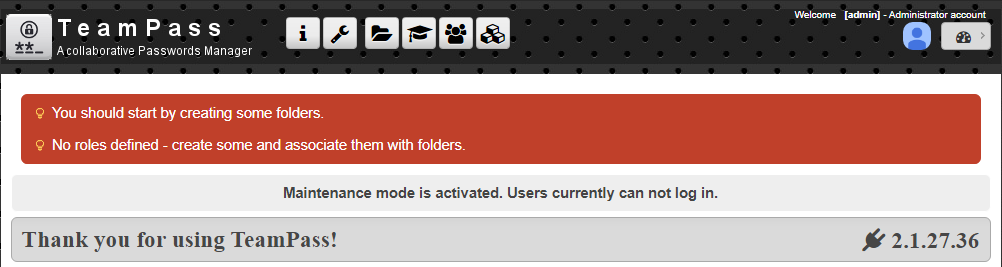 TeamPass
A collaborative Passwords Manager
Welcome [admin] - Administrator account
You should start by creating some folders.
No roles defined - create some and associate them with folders.
Maintenance mode is activated. Users currently can not log in.
Thank you for using TeamPass!
2.1.27.36